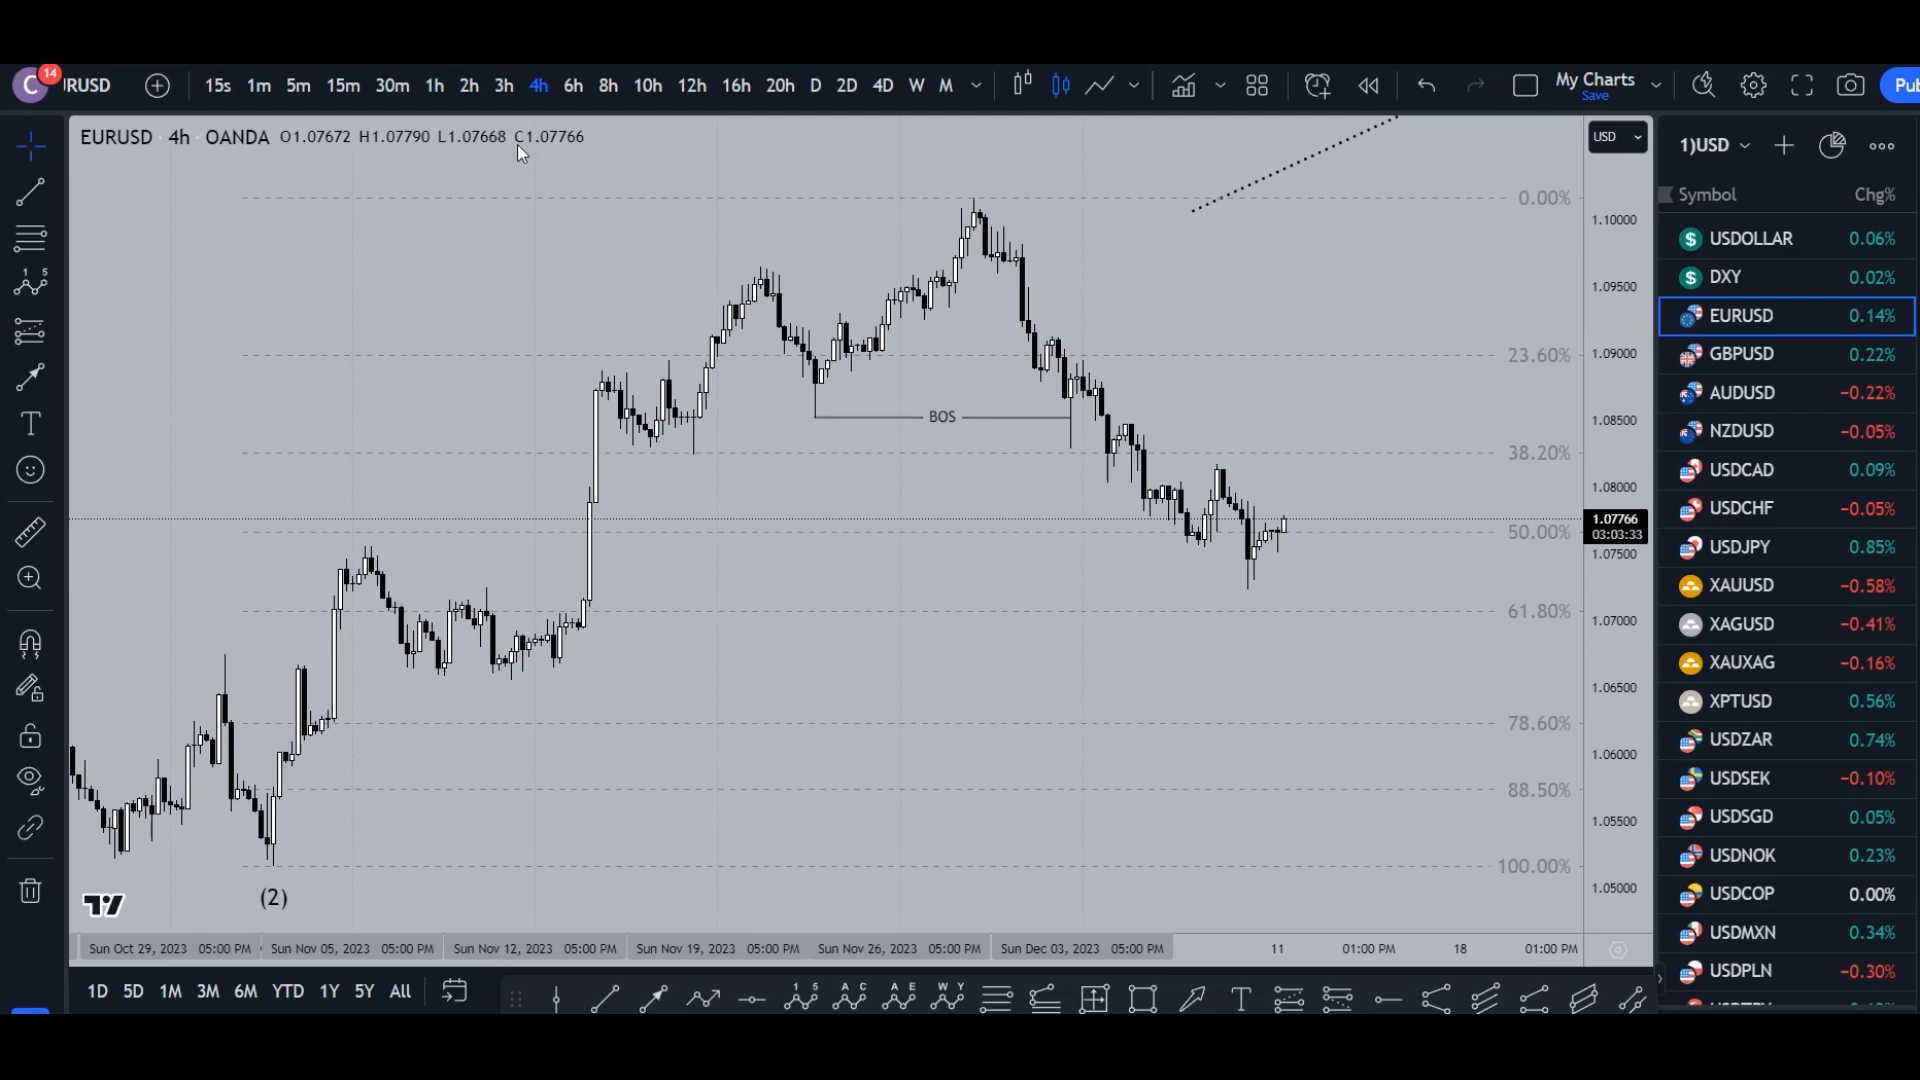 C 14 JRUSD 15s 1m 5m 15m 30m 1h 2h 3h 4h 6h 8h 10h 12h 16h 20h D 2D 4D W M My Charts Save Pub
EURUSD · 4h · OANDA O1.07672 H1.07790 L1.07668 C1.07766
USD
1)USD
Symbol Chg%
USDOLLAR 0.06%
DXY 0.02%
EURUSD 0.14%
GBPUSD 0.22%
AUDUSD −0.22%
NZDUSD −0.05%
USDCAD 0.09%
USDCHF −0.05%
USDJPY 0.85%
XAUUSD −0.58%
XAGUSD −0.41%
XAUXAG −0.16%
XPTUSD 0.56%
USDZAR 0.74%
USDSEK −0.10%
USDSGD 0.05%
USDNOK 0.23%
USDCOP 0.00%
USDMXN 0.34%
USDPLN −0.30%
0.00%
23.60%
38.20%
50.00%
61.80%
78.60%
88.50%
100.00%
1.10000
1.09500
1.09000
1.08500
1.08000
1.07766
03:03:33
1.07500
1.07000
1.06500
1.06000
1.05500
1.05000
BOS
(2)
Sun Oct 29, 2023 05:00 PM Sun Nov 05, 2023 05:00 PM Sun Nov 12, 2023 05:00 PM Sun Nov 19, 2023 05:00 PM Sun Nov 26, 2023 05:00 PM Sun Dec 03, 2023 05:00 PM 11 01:00 PM 18 01:00 PM
1D 5D 1M 3M 6M YTD 1Y 5Y All